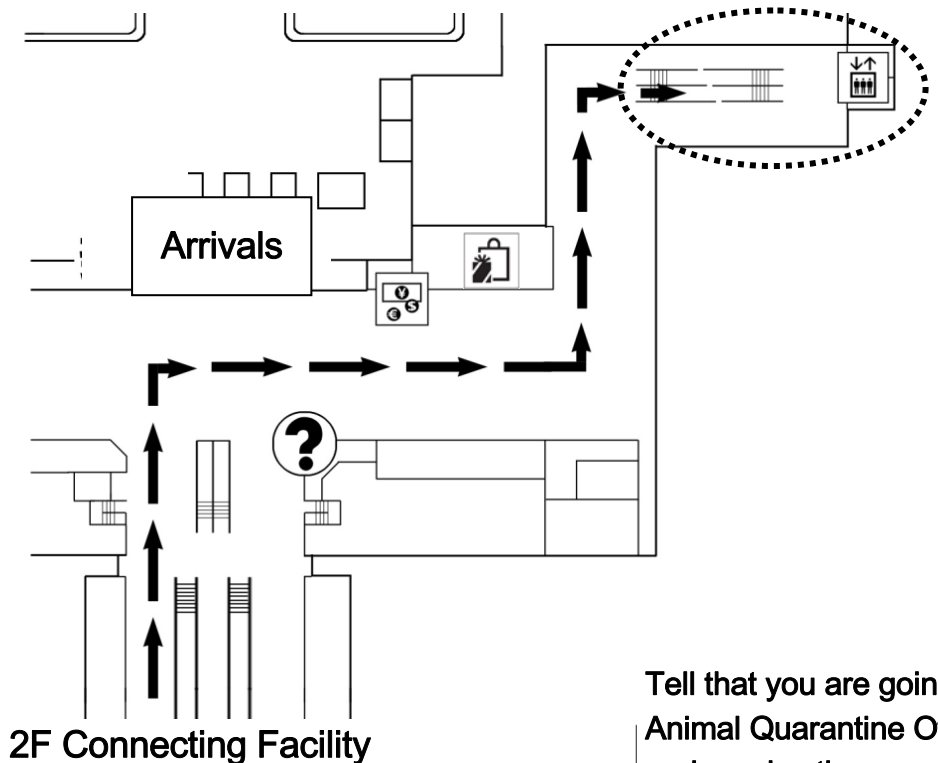 Arrivals
¥
$
€
?
2F Connecting Facility
Tell that you are goin
Animal Quarantine O